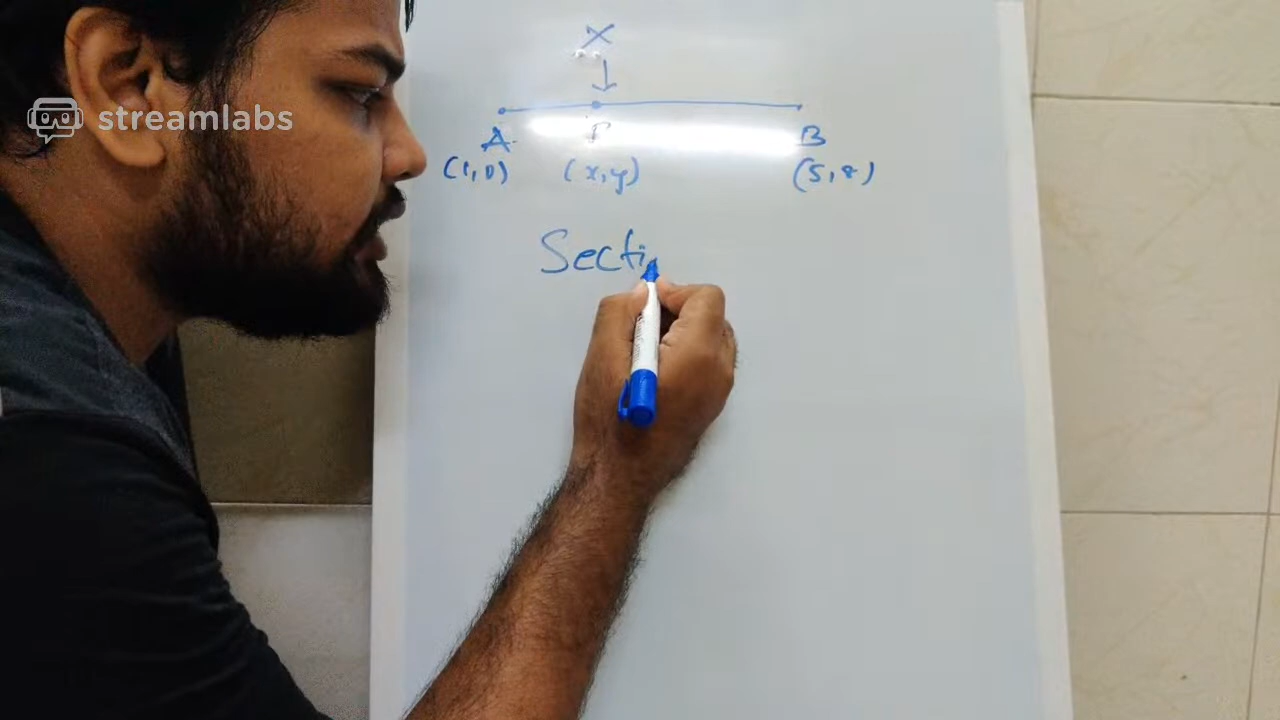 streamlabs
X
A P B
(1,0) (x,y) (5,8)
Secti